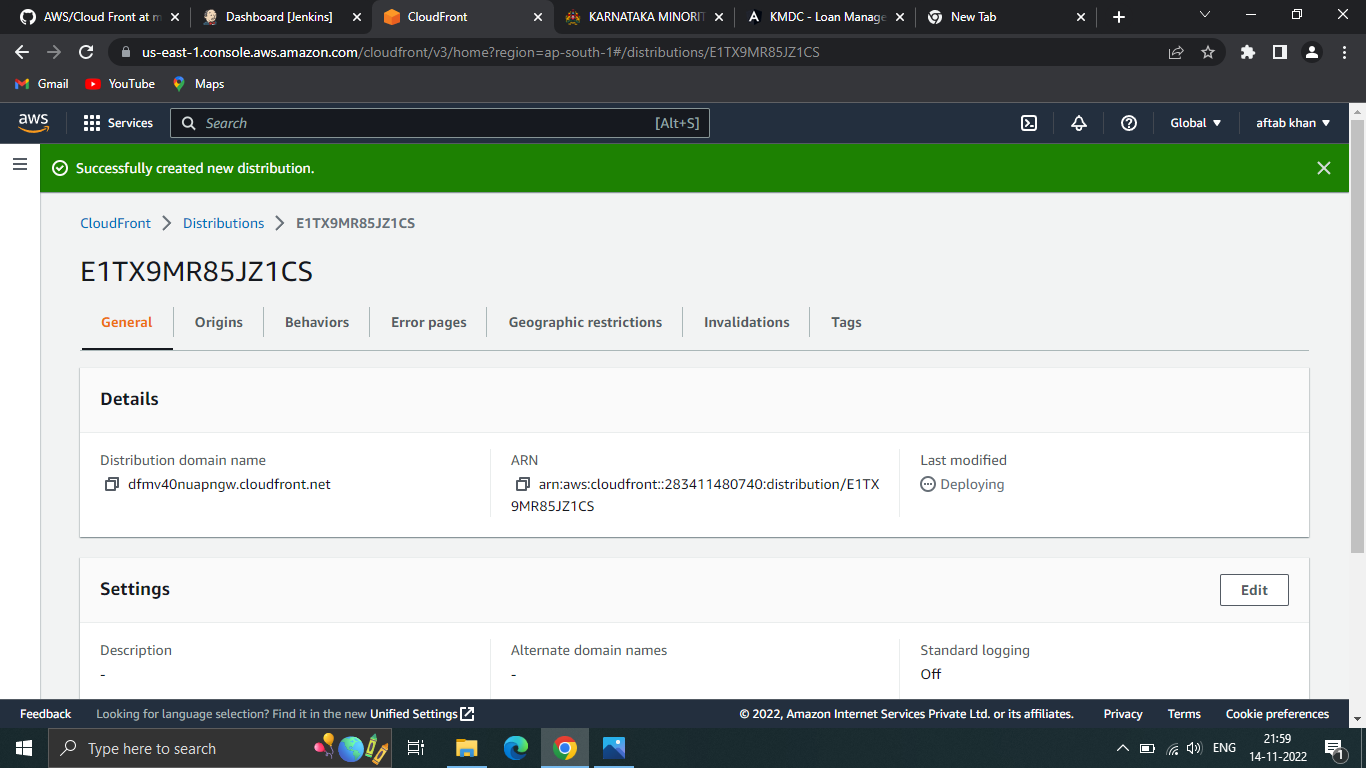 AWS/Cloud Front at m
Dashboard [Jenkins]
CloudFront
KARNATAKA MINORIT
KMDC - Loan Manage
New Tab
us-east-1.console.aws.amazon.com/cloudfront/v3/home?region=ap-south-1#/distributions/E1TX9MR85JZ1CS
Gmail
YouTube
Maps
aws
Services
Search
[Alt+S]
Global
aftab khan
Successfully created new distribution.
CloudFront
Distributions
E1TX9MR85JZ1CS
E1TX9MR85JZ1CS
General
Origins
Behaviors
Error pages
Geographic restrictions
Invalidations
Tags
Details
Distribution domain name
dfmv40nuapngw.cloudfront.net
ARN
arn:aws:cloudfront::283411480740:distribution/E1TX
9MR85JZ1CS
Last modified
Deploying
Settings
Edit
Description
-
Alternate domain names
-
Standard logging
Off
Feedback
Looking for language selection? Find it in the new Unified Settings
© 2022, Amazon Internet Services Private Ltd. or its affiliates.
Privacy
Terms
Cookie preferences
Type here to search
ENG
21:59
14-11-2022
1